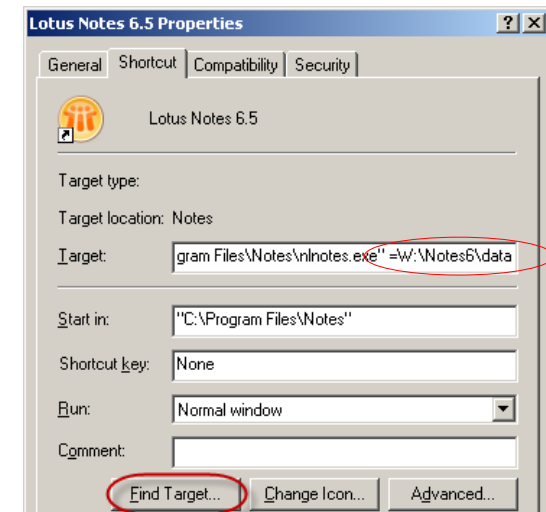 Lotus Notes 6.5 Properties
General Shortcut Compatibility Security
Lotus Notes 6.5
Target type:
Target location: Notes
Target: gram Files\Notes\nlnotes.exe" =W:\Notes6\data
Start in: "C:\Program Files\Notes"
Shortcut key: None
Run: Normal window
Comment:
Find Target... Change Icon... Advanced...